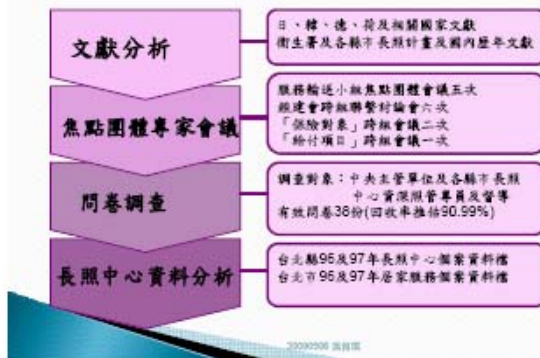 文獻分析
日、韓、德、荷及相關國家文獻
衛生署及各縣市長照計畫及國內歷年文獻
焦點團體專家會議
服務輸送小組焦點團體會議五次
經建會跨組聯繫討論會六次
「保險對象」跨組會議二次
「給付項目」跨組會議一次
問卷調查
調查對象:中央主管單位及各縣市長照
中心資深照管專員及督導
有效問卷38份(回收率推估90.99%)
長照中心資料分析
台北縣96及97年長照中心個案資料檔
台北市96及97年居家服務個案資料檔
20090908